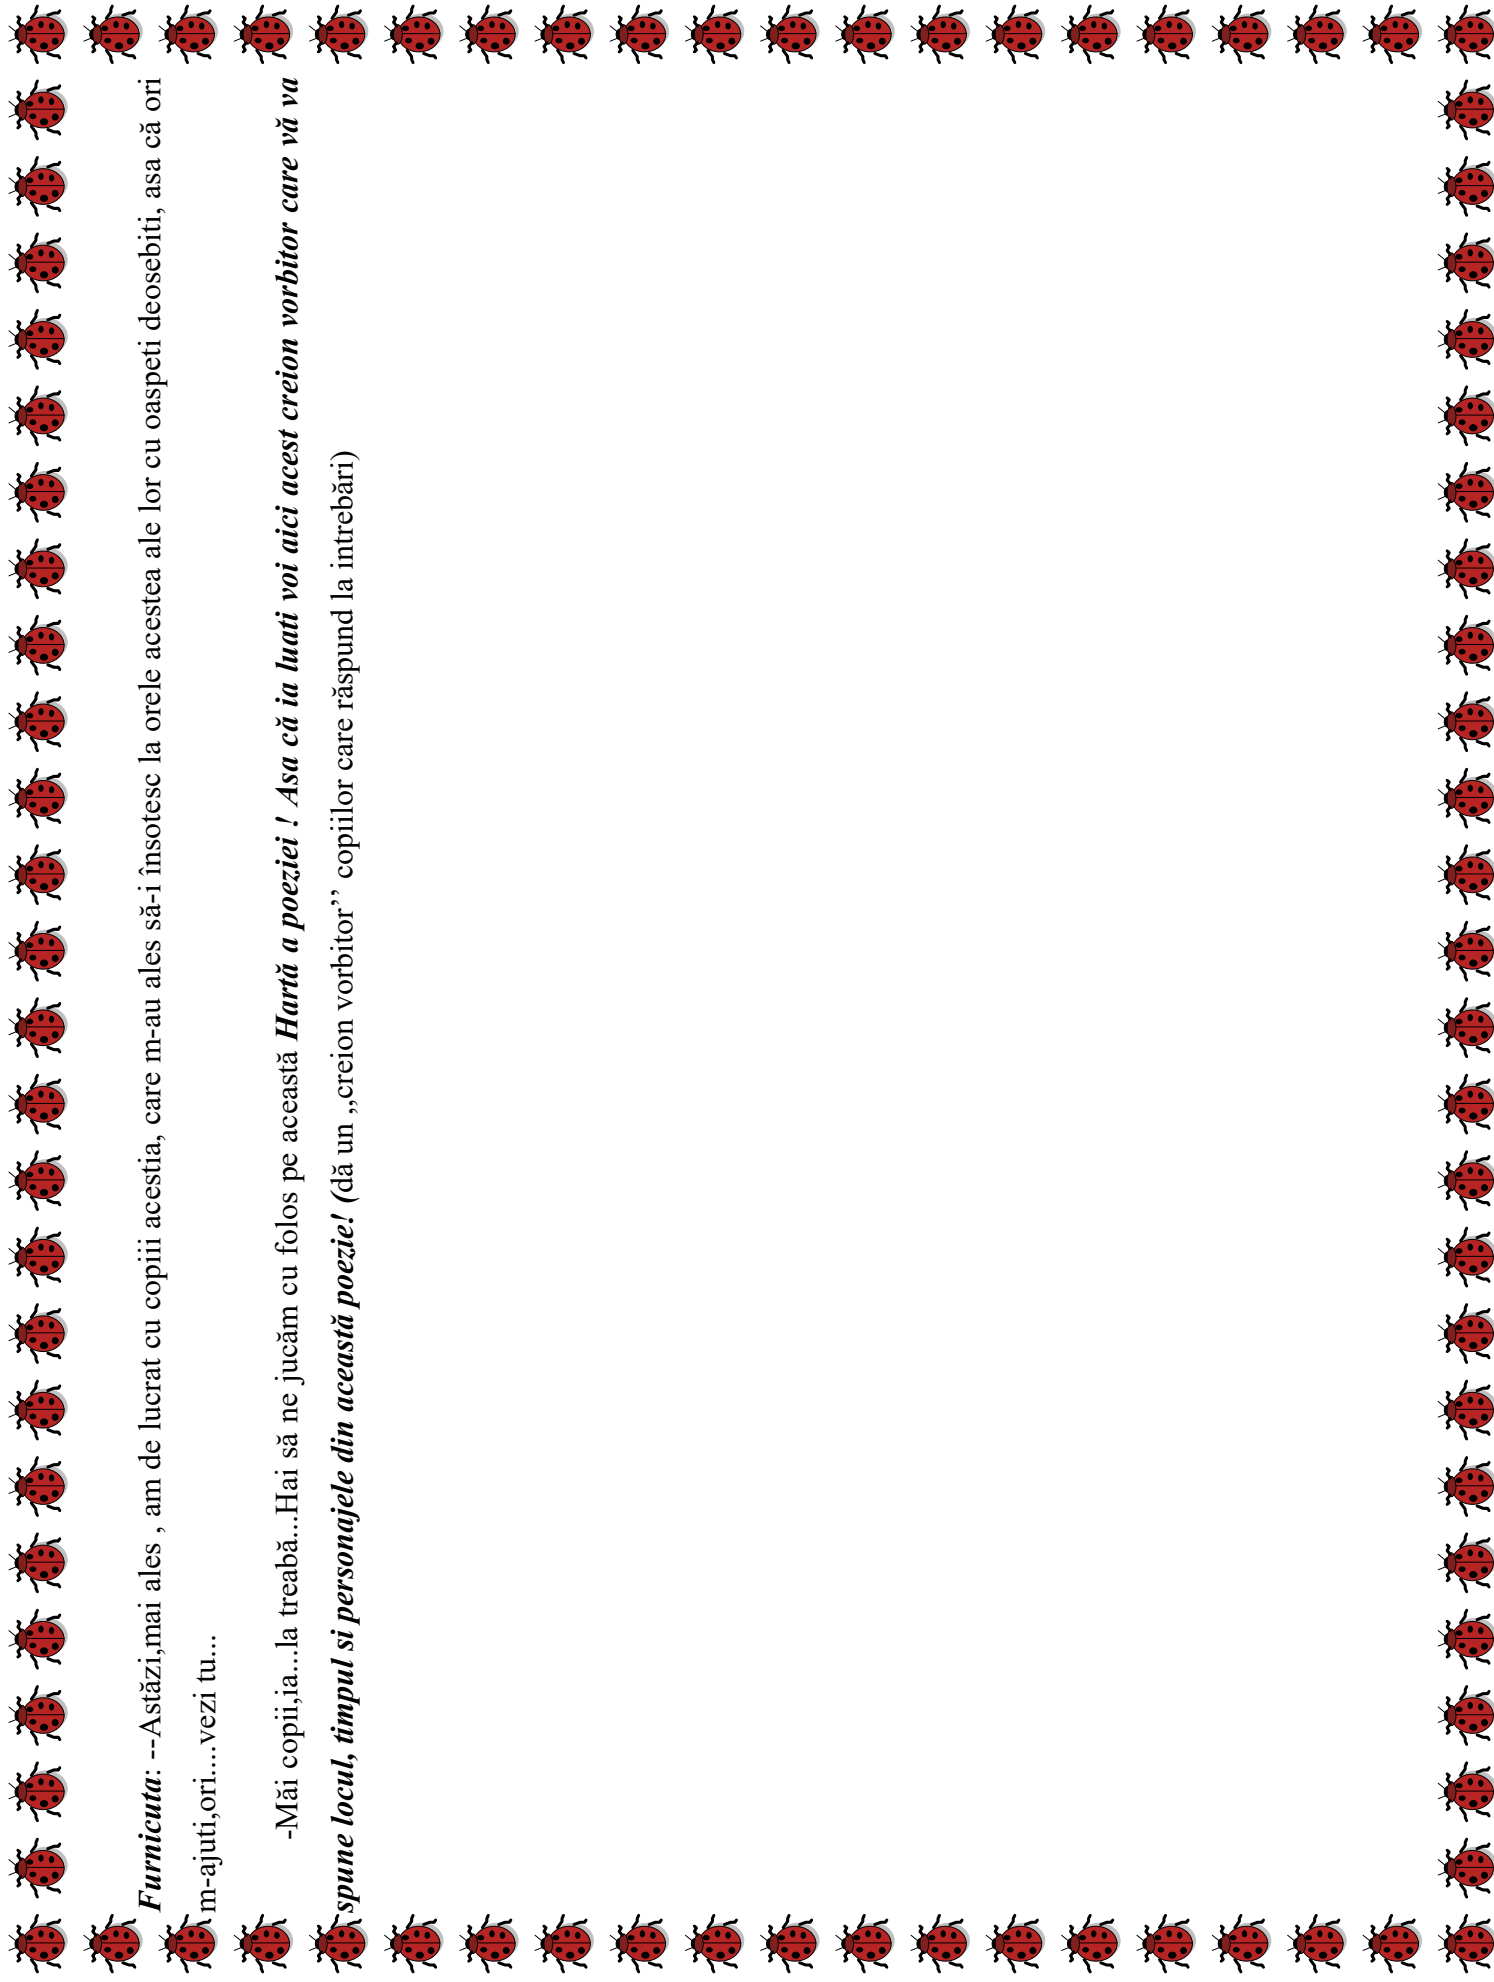 Furnicuta: --Astăzi,mai ales , am de lucrat cu copiii acestia, care m-au ales să-i însotesc la orele acestea ale lor cu oaspeti deosebiti, asa că ori
m-ajuti,ori....vezi tu...
-Măi copii,ia...la treabă...Hai să ne jucăm cu folos pe această Hartă a poeziei ! Asa că ia luati voi aici acest creion vorbitor care vă va
spune locul, timpul si personajele din această poezie! (dă un ,,creion vorbitor’’ copiilor care răspund la intrebări)